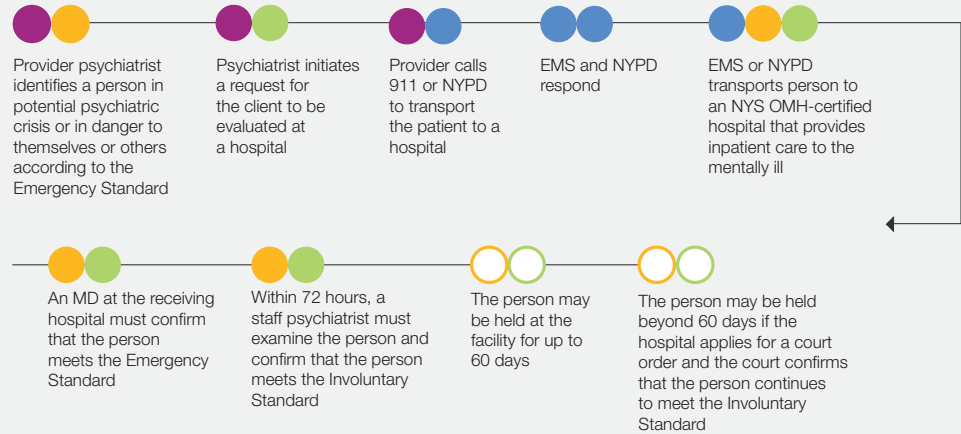 Provider psychiatrist
identifies a person in
potential psychiatric
crisis or in danger to
themselves or others
according to the
Emergency Standard
Psychiatrist initiates
a request for
the client to be
evaluated at
a hospital
Provider calls
911 or NYPD
to transport
the patient to a
hospital
EMS and NYPD
respond
EMS or NYPD
transports person to
an NYS OMH-certified
hospital that provides
inpatient care to the
mentally ill
An MD at the receiving
hospital must confirm
that the person
meets the Emergency
Standard
Within 72 hours, a
staff psychiatrist must
examine the person and
confirm that the person
meets the Involuntary
Standard
The person may
be held at the
facility for up to
60 days
The person may be held
beyond 60 days if the
hospital applies for a court
order and the court confirms
that the person continues
to meet the Involuntary
Standard